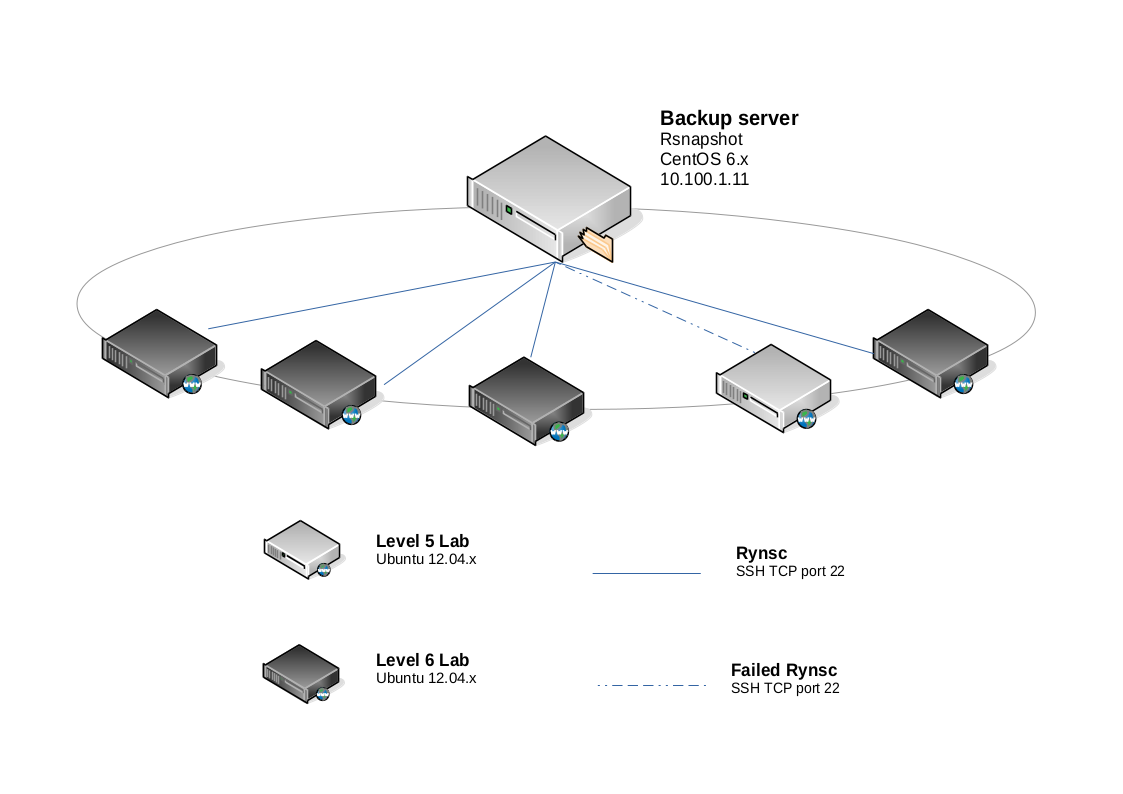 Backup server
Rsnapshot
CentOS 6.x
10.100.1.11
Level 5 Lab
Ubuntu 12.04.x
Rynsc
SSH TCP port 22
Level 6 Lab
Ubuntu 12.04.x
Failed Rynsc
SSH TCP port 22